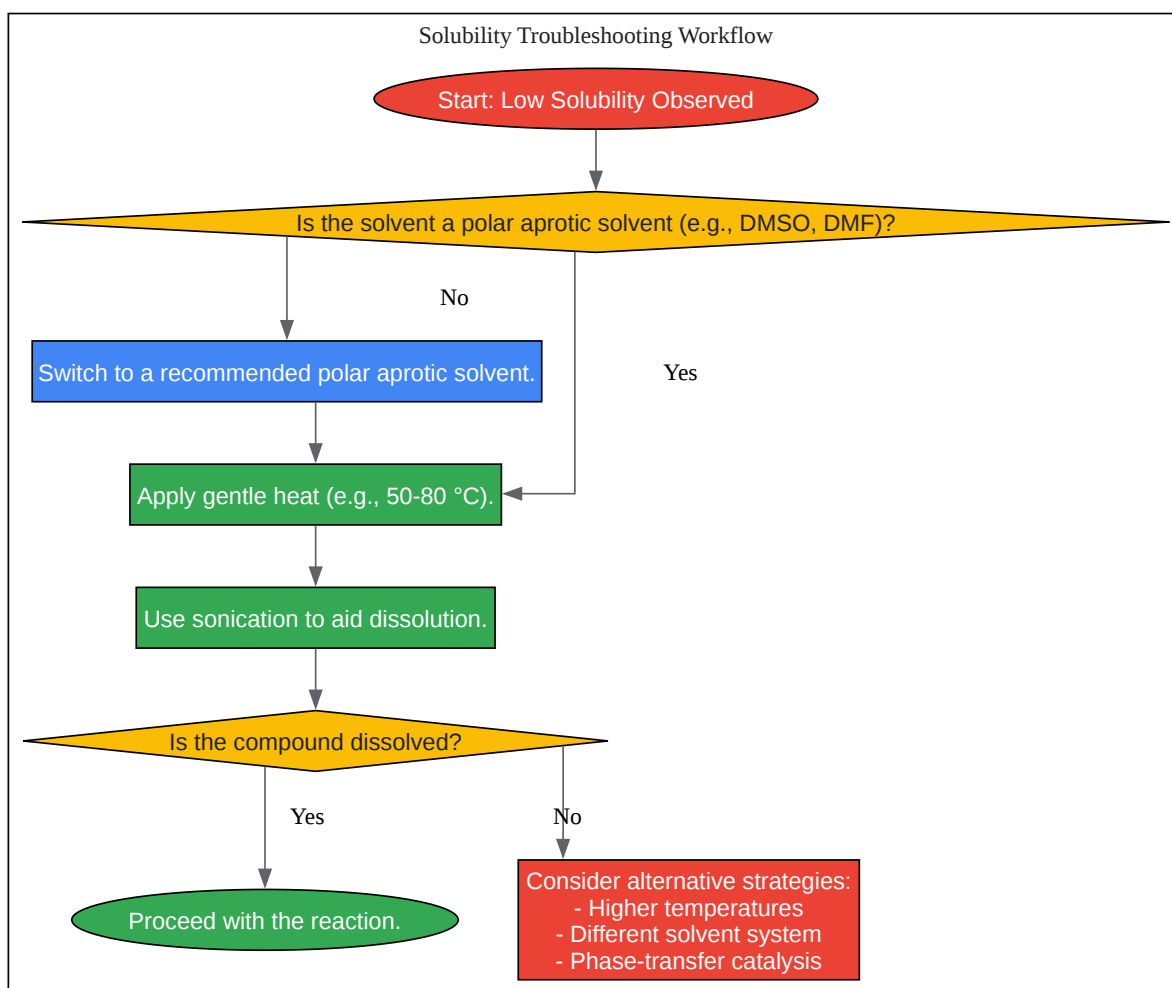 Solubility Troubleshooting Workflow
Start: Low Solubility Observed
Is the solvent a polar aprotic solvent (e.g., DMSO, DMF)?
No
Switch to a recommended polar aprotic solvent.
Yes
Apply gentle heat (e.g., 50-80 °C).
Use sonication to aid dissolution.
Is the compound dissolved?
Yes
No
Proceed with the reaction.
Consider alternative strategies:
- Higher temperatures
- Different solvent system
- Phase-transfer catalysis